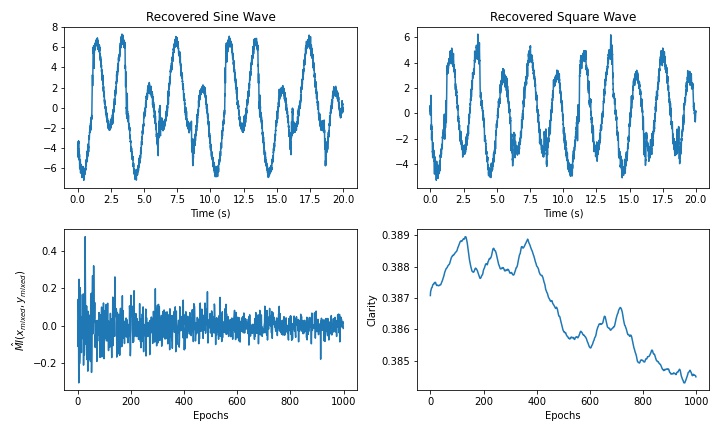 Recovered Sine Wave
8
6
4
2
0
−2
−4
−6
0.0 2.5 5.0 7.5 10.0 12.5 15.0 17.5 20.0
Time (s)
Recovered Square Wave
6
4
2
0
−2
−4
0.0 2.5 5.0 7.5 10.0 12.5 15.0 17.5 20.0
Time (s)
0.4
0.2
0.0
−0.2
M̂I(x_mixed, y_mixed)
0 200 400 600 800 1000
Epochs
0.389
0.388
0.387
0.386
0.385
Clarity
0 200 400 600 800 1000
Epochs